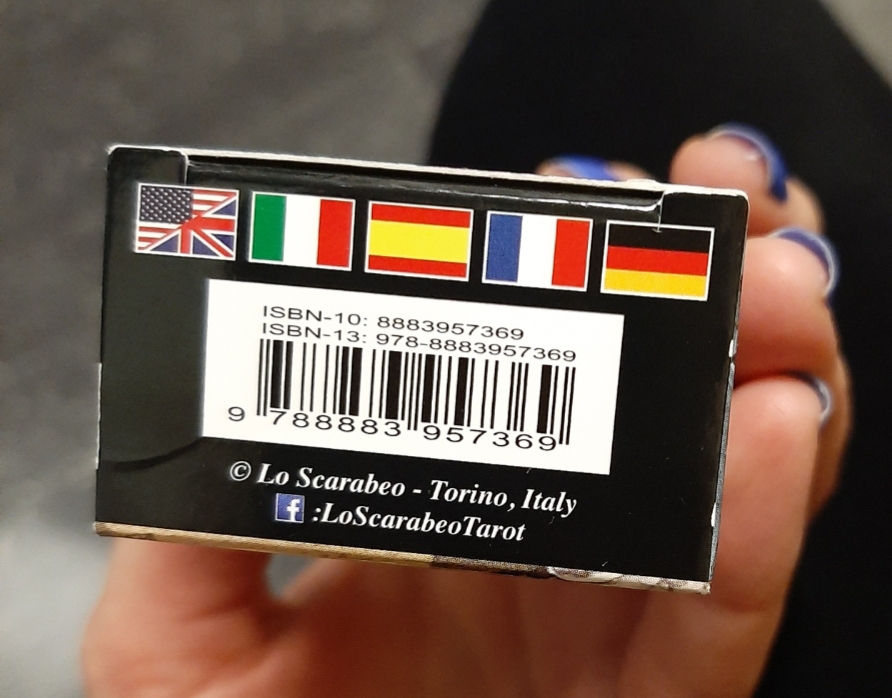 ISBN-10: 8883957369
ISBN-13: 978-8883957369
9 788883 957369
© Lo Scarabeo - Torino, Italy
f :LoScarabeoTarot